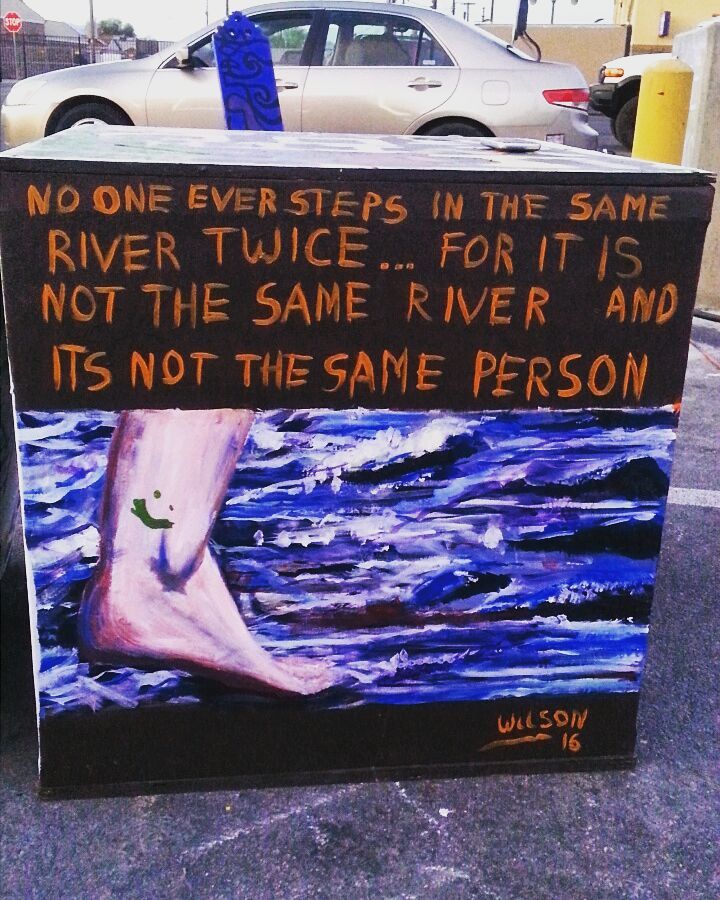 STOP
NO ONE EVER STEPS IN THE SAME
RIVER TWICE... FOR IT IS
NOT THE SAME RIVER AND
ITS NOT THE SAME PERSON
WILSON
16